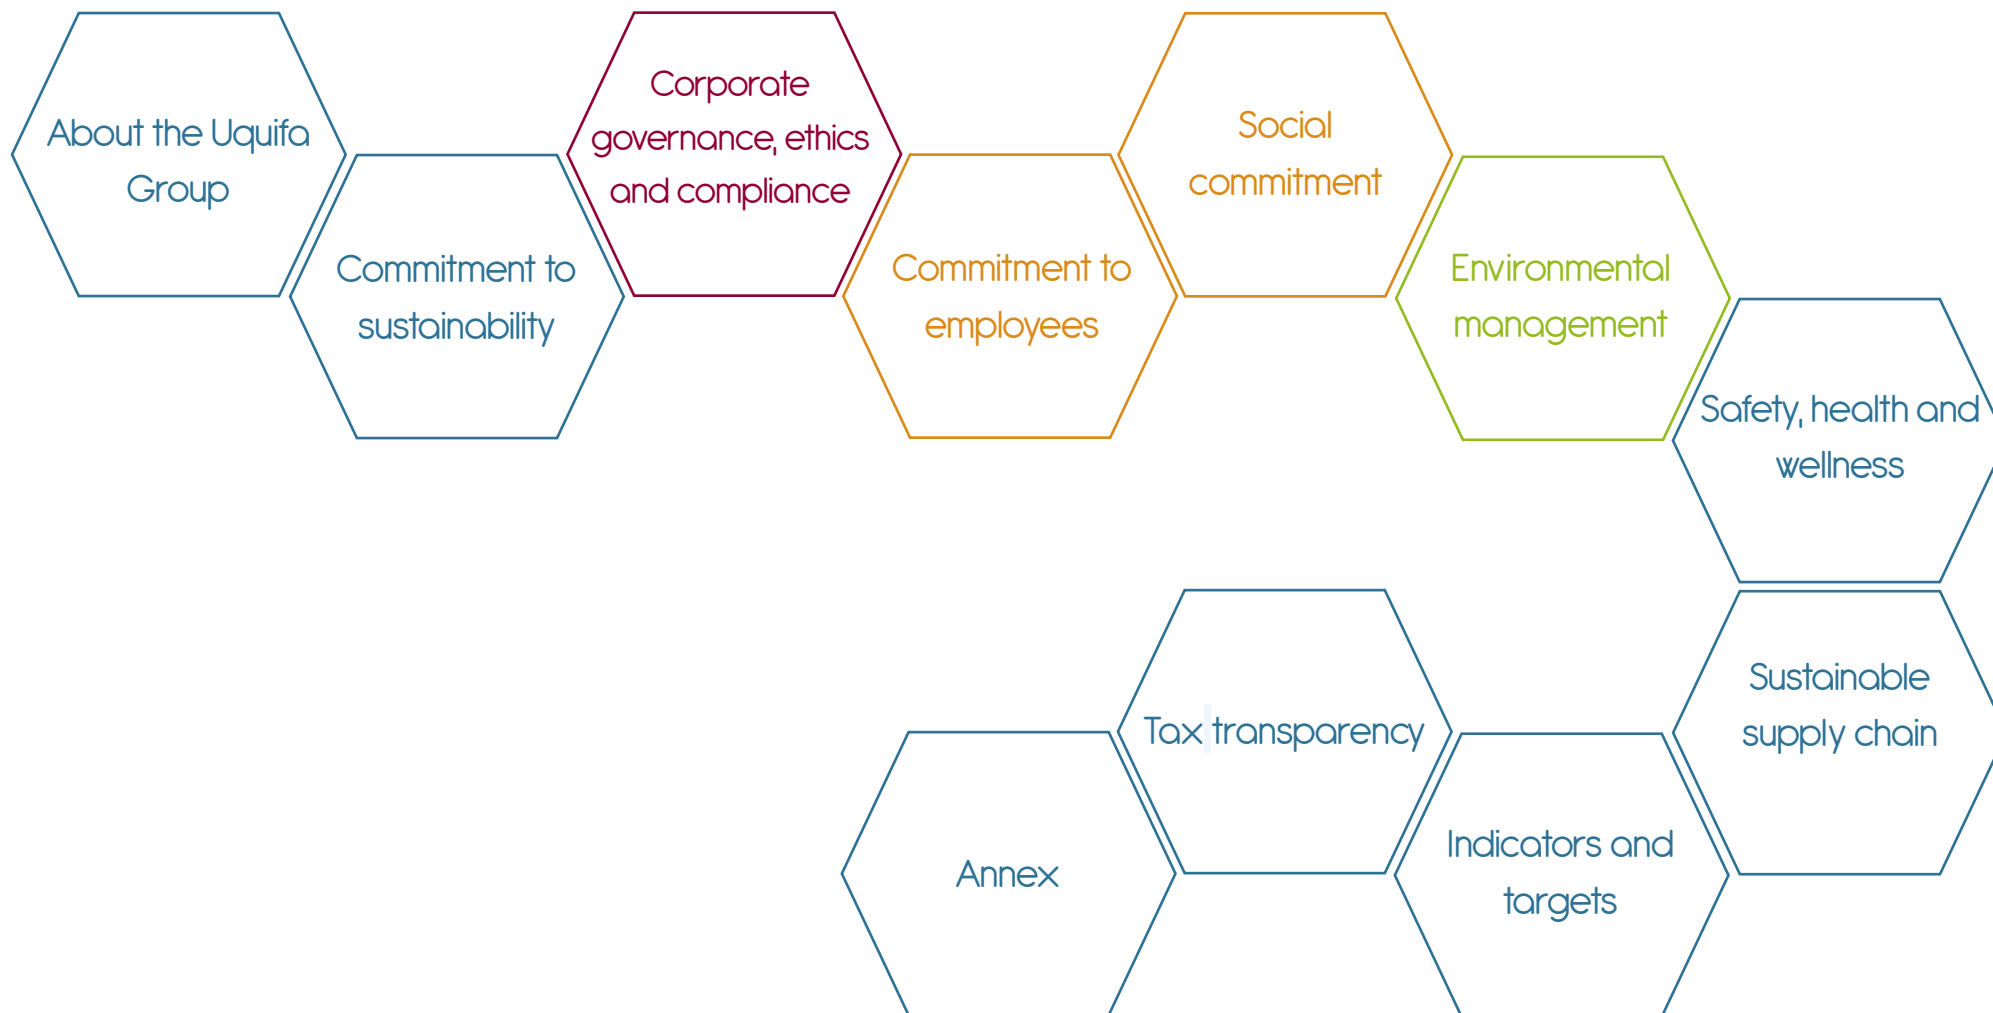 About the Uquifa
Group
Commitment to
sustainability
Corporate
governance, ethics
and compliance
Commitment to
employees
Social
commitment
Environmental
management
Safety, health and
wellness
Sustainable
supply chain
Indicators and
targets
Tax transparency
Annex